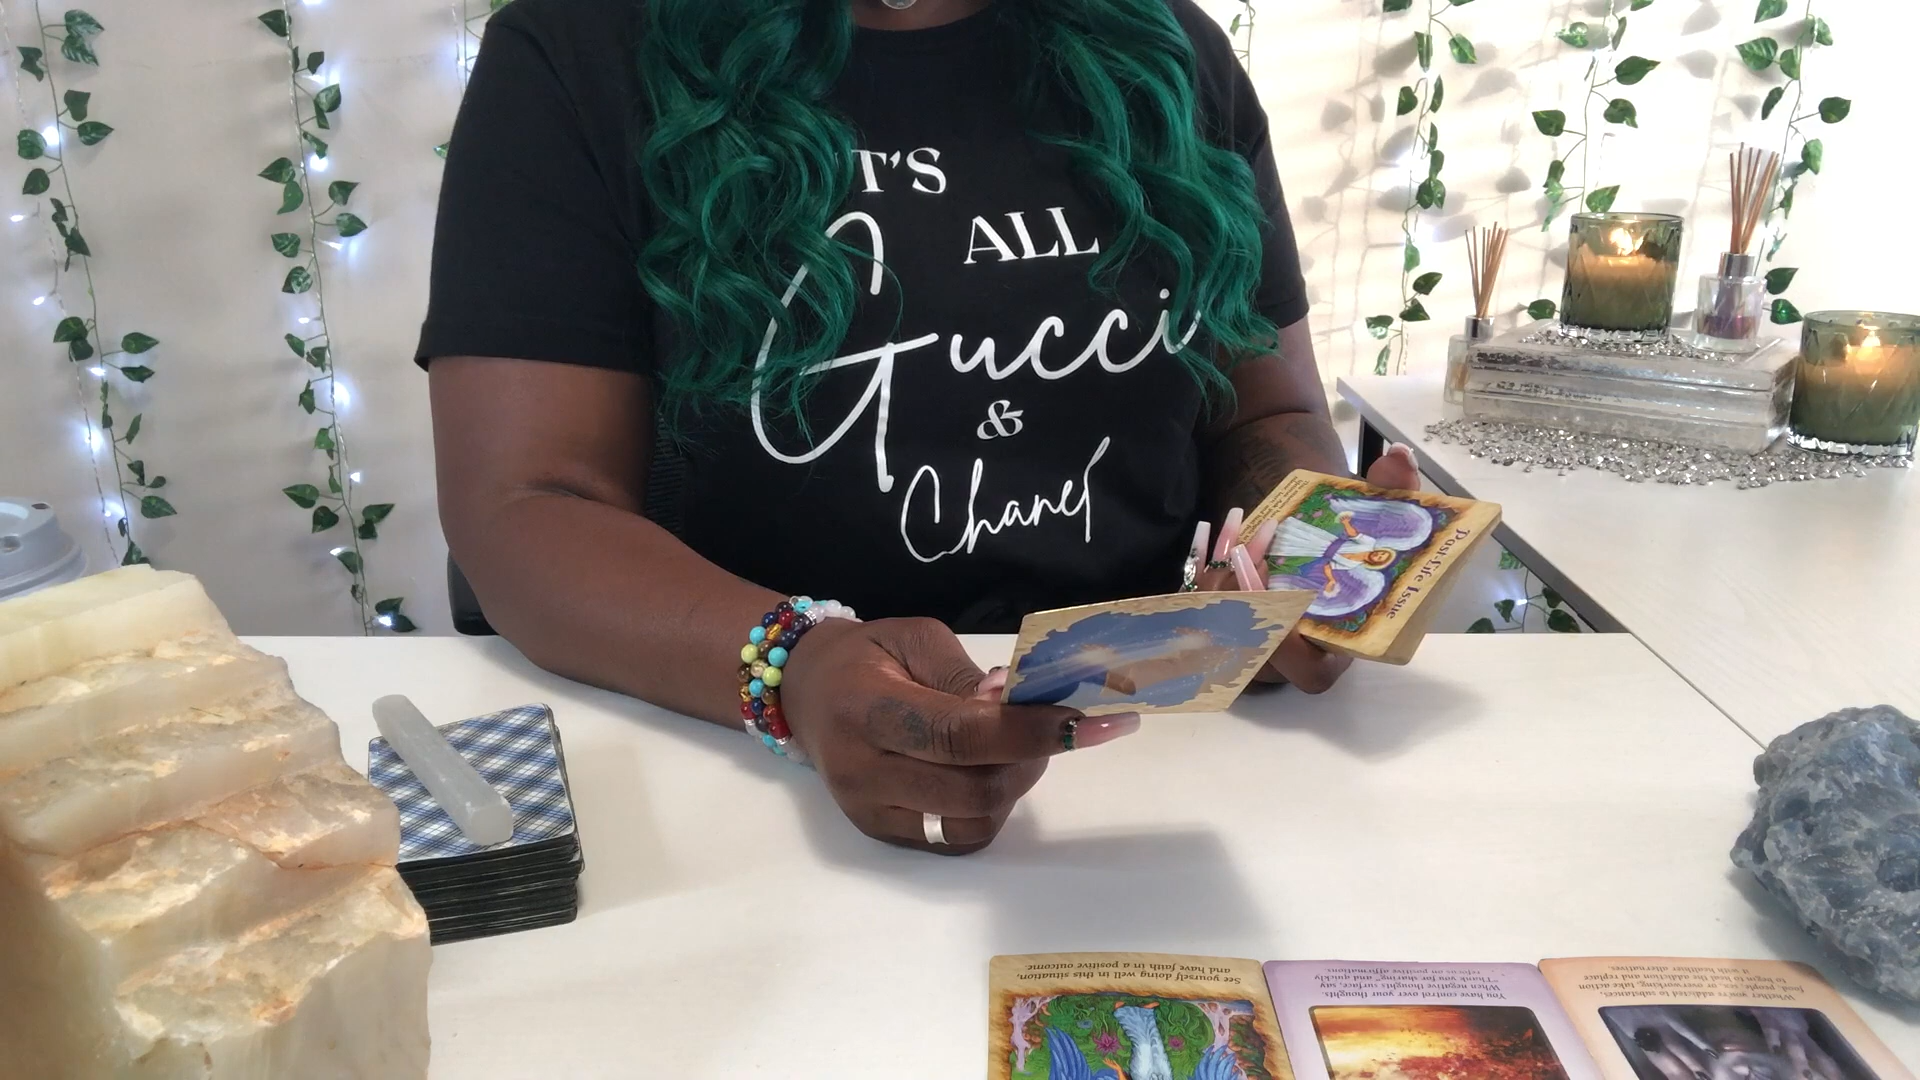 T'S
ALL
Gucci
&
Chanel
Past-Life Issue
See yourself doing well in this situation,
and have faith in a positive outcome
You have control over your thoughts.
When negative thoughts surface, say
"Thank you for sharing" and quickly
refocus on positive affirmations.
Whether you're addicted to substances,
food, people, sex, or overworking, take action
to begin to heal the addiction and replace
it with healthier alternatives.